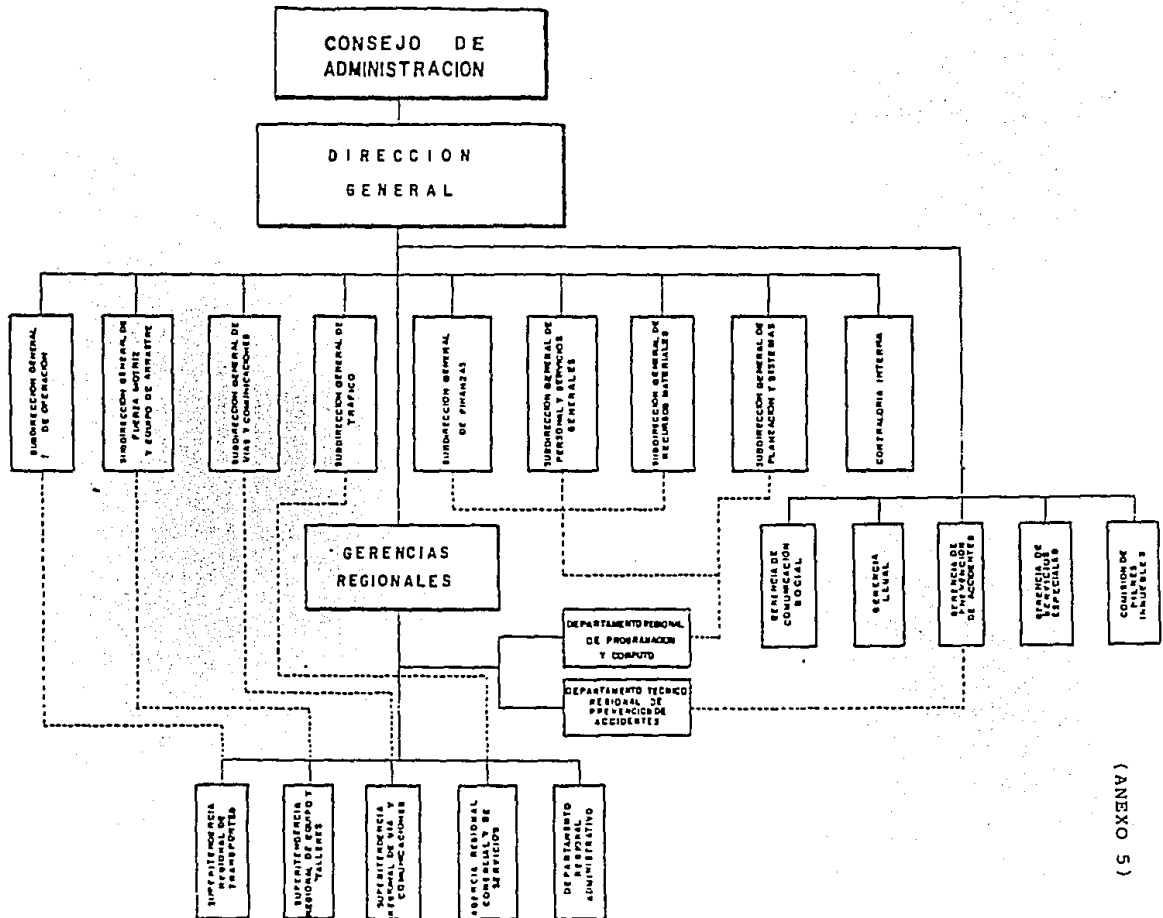 CONSEJO DE
ADMINISTRACION
DIRECCION
GENERAL
SUBDIRECCION GENERAL
DE OPERACION
SUBDIRECCION GENERAL DE
FUERZA MOTRIZ
Y EQUIPO DE ARRASTRE
SUBDIRECCION GENERAL DE
VIAS Y COMUNICACIONES
SUBDIRECCION GENERAL DE
TRAFICO
SUBDIRECCION GENERAL
DE FINANZAS
SUBDIRECCION GENERAL DE
PERSONAL Y SERVICIOS
GENERALES
SUBDIRECCION GENERAL DE
RECURSOS MATERIALES
SUBDIRECCION GENERAL DE
PLANEACION Y SISTEMAS
CONTRALORIA INTERNA
GERENCIAS
REGIONALES
GERENCIA DE
COMUNICACION
SOCIAL
GERENCIA
GERENCIA DE
PREVENCION
DE ACCIDENTES
GERENCIA DE
SERVICIOS
ESPECIALES
COMISION DE
BIENES
INMUEBLES
DEPARTAMENTO REGIONAL
DE PROGRAMACION
Y COMPUTO
DEPARTAMENTO TECNICO
REGIONAL DE
PREVENCION DE
ACCIDENTES
SUPERITENDENCIA
REGIONAL DE
TRANSPORTES
SUPERITENDENCIA
REGIONAL DE EQUIPO Y
TALLERES
SUPERITENDENCIA
REGIONAL DE VIA Y
COMUNICACIONES
AGENCIA REGIONAL
COMERCIAL Y DE
SERVICIOS
DEPARTAMENTO
REGIONAL
ADMINISTRATIVO
(ANEXO 5)